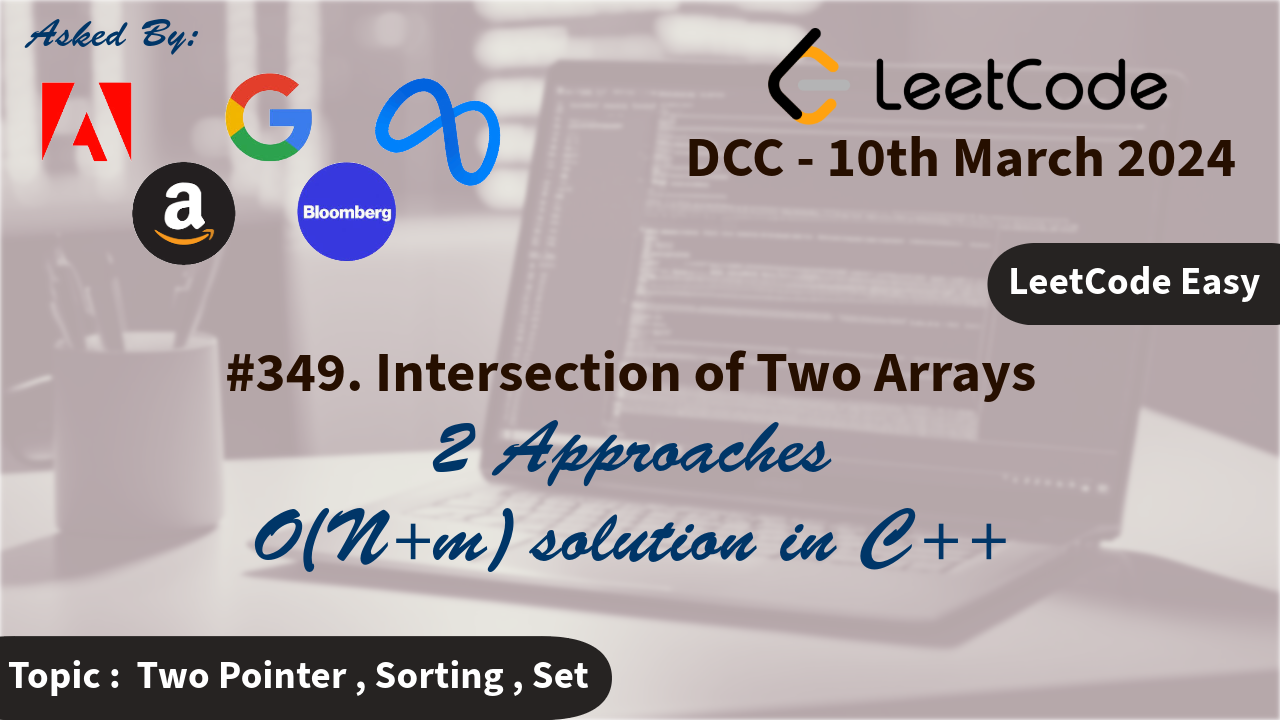 Asked By:
a
Bloomberg
LeetCode
DCC - 10th March 2024
LeetCode Easy
#349. Intersection of Two Arrays
2 Approaches
O(N+m) solution in C++
Topic : Two Pointer , Sorting , Set